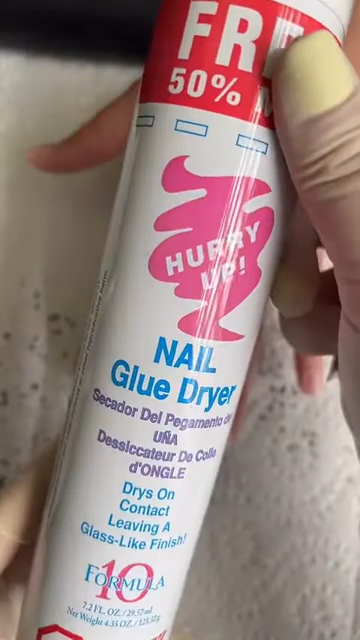 50%
HURRY
UP!
NAIL
Glue Dryer
Secador Del Pegamento de
UÑA
Dessiccateur De Colle
d'ONGLE
Drys On
Contact
Leaving A
Glass-Like Finish!
FORMULA
10
7.2 FL. OZ. / 29.57 ml